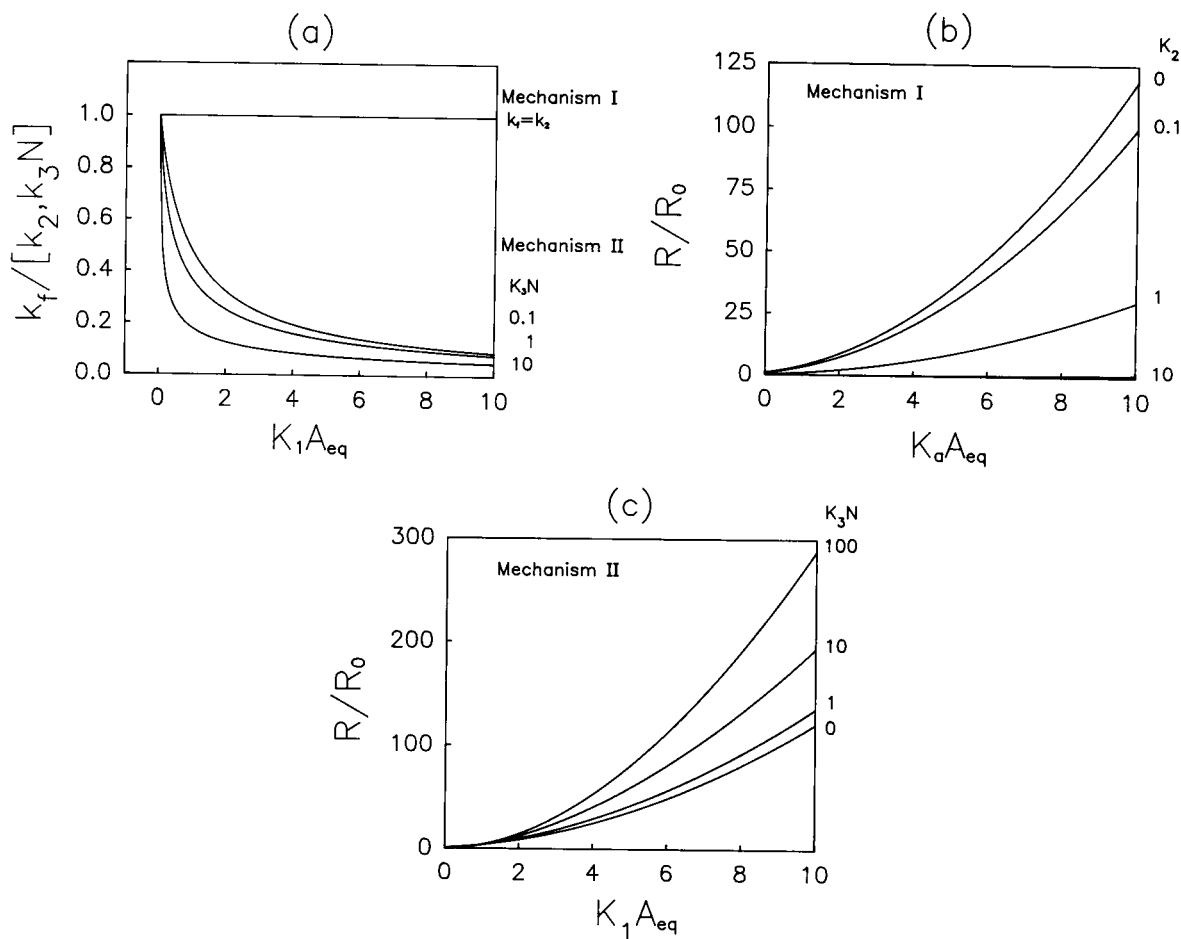 (a)
k_f/[k_2,k_3N]
1.0
0.8
0.6
0.4
0.2
0.0
0 2 4 6 8 10
K_1A_eq
Mechanism I
k_f=k_2
Mechanism II
K_3N
0.1
1
10
(b)
R/R_0
125
100
75
50
25
0
0 2 4 6 8 10
K_aA_eq
Mechanism I
K_2
0
0.1
1
10
(c)
R/R_0
300
200
100
0
0 2 4 6 8 10
K_1A_eq
Mechanism II
K_3N
100
10
1
0